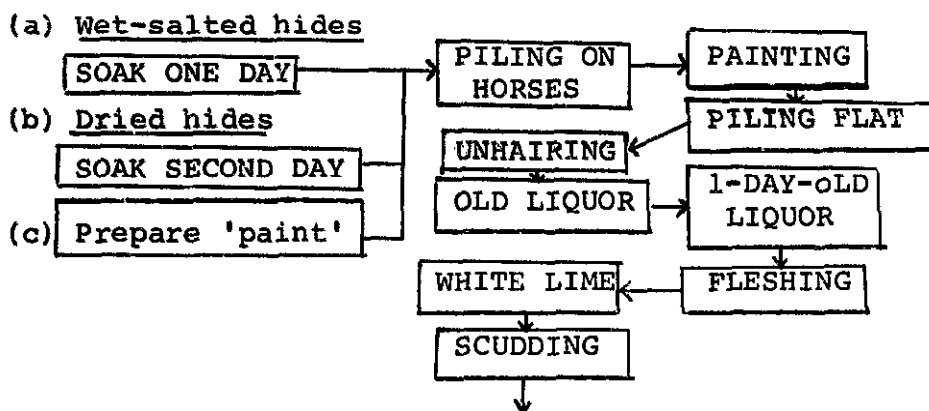 (a) Wet-salted hides
SOAK ONE DAY
(b) Dried hides
SOAK SECOND DAY
(c) Prepare 'paint'
PILING ON
HORSES
PAINTING
PILING FLAT
UNHAIRING
OLD LIQUOR
1-DAY-OLD
LIQUOR
FLESHING
WHITE LIME
SCUDDING